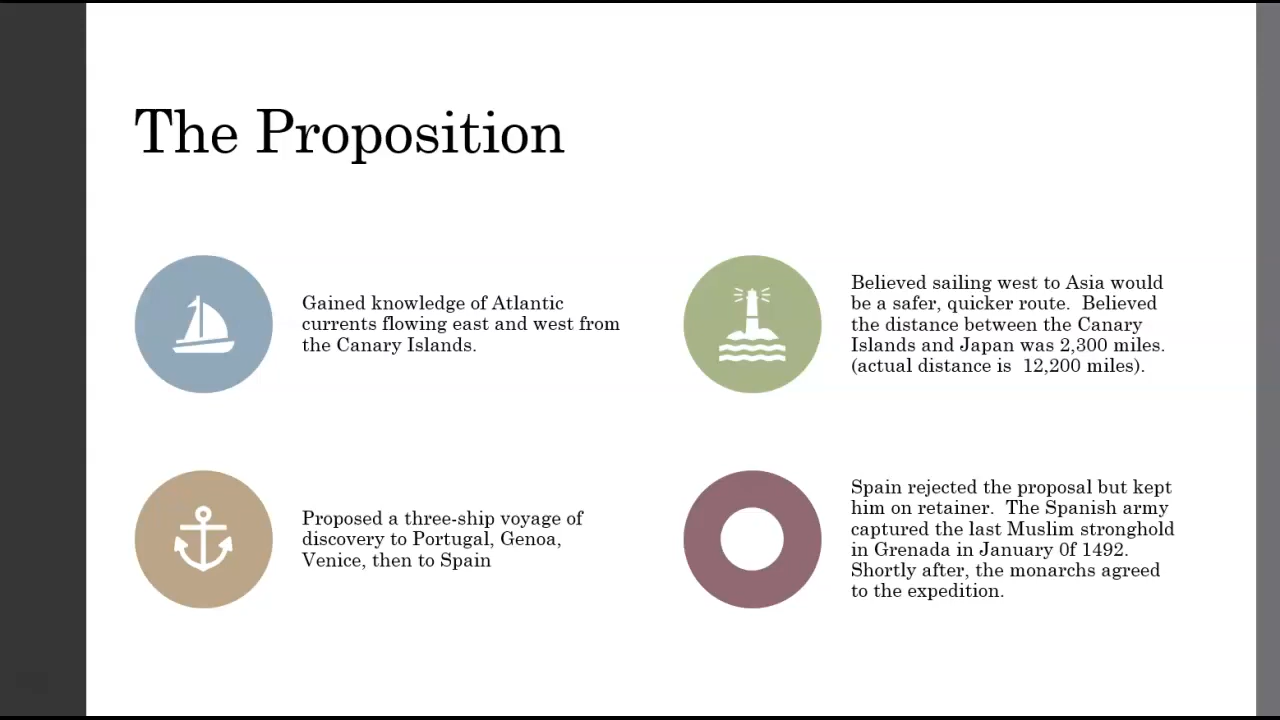 The Proposition
Gained knowledge of Atlantic
currents flowing east and west from
the Canary Islands.
Believed sailing west to Asia would
be a safer, quicker route.  Believed
the distance between the Canary
Islands and Japan was 2,300 miles.
(actual distance is  12,200 miles).
Proposed a three-ship voyage of
discovery to Portugal, Genoa,
Venice, then to Spain
Spain rejected the proposal but kept
him on retainer.  The Spanish army
captured the last Muslim stronghold
in Grenada in January 0f 1492.
Shortly after, the monarchs agreed
to the expedition.